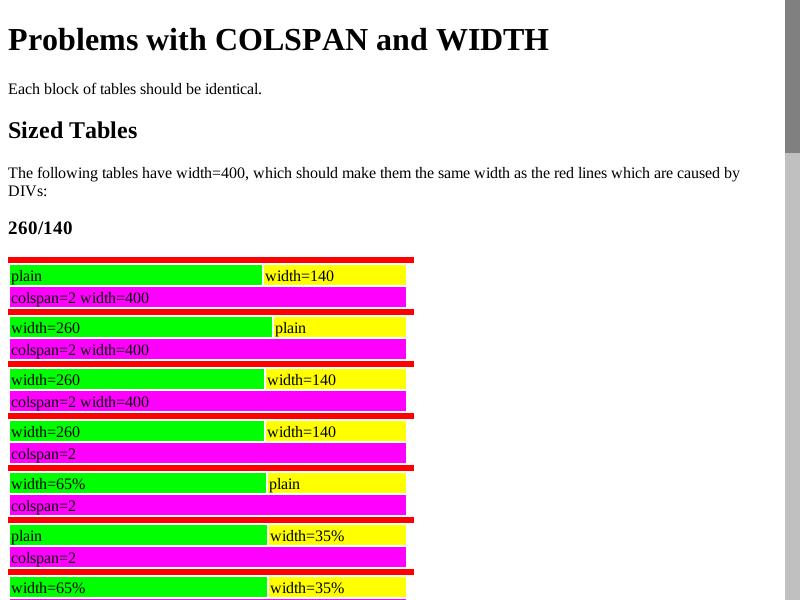 Problems with COLSPAN and WIDTH
Each block of tables should be identical.
Sized Tables
The following tables have width=400, which should make them the same width as the red lines which are caused by
DIVs:
260/140
plain width=140
colspan=2 width=400
width=260 plain
colspan=2 width=400
width=260 width=140
colspan=2 width=400
width=260 width=140
colspan=2
width=65% plain
colspan=2
plain width=35%
colspan=2
width=65% width=35%